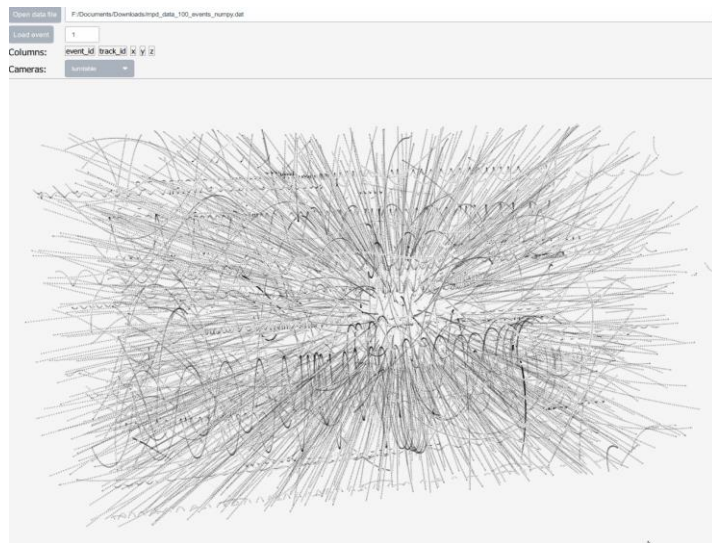 Open data file F:/Documents/Downloads/mpd_data_100_events_numpy.dat
Load event 1
Columns: event_id track_id x y z
Cameras: turntable